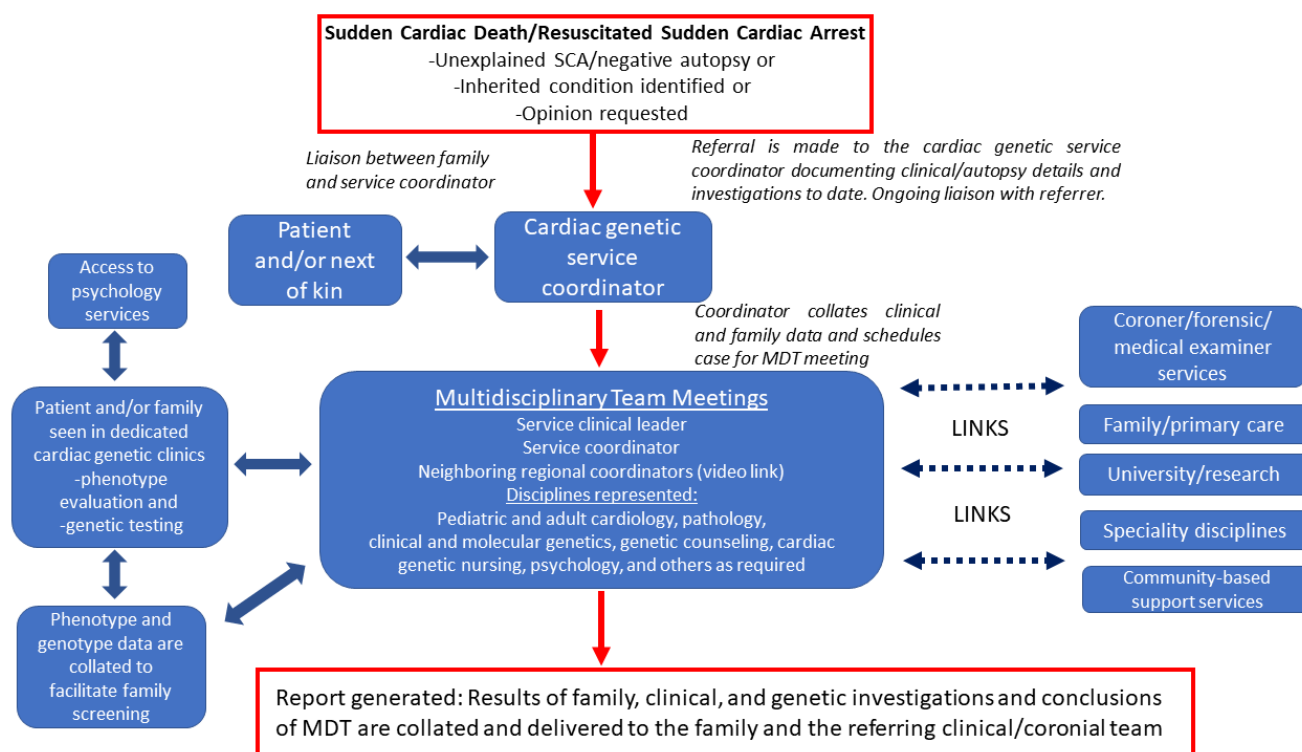 Sudden Cardiac Death/Resuscitated Sudden Cardiac Arrest
-Unexplained SCA/negative autopsy or
-Inherited condition identified or
-Opinion requested
Liaison between family
and service coordinator
Referral is made to the cardiac genetic service
coordinator documenting clinical/autopsy details and
investigations to date. Ongoing liaison with referrer.
Patient
and/or next
of kin
Cardiac genetic
service
coordinator
Access to
psychology
services
Coordinator collates clinical
and family data and schedules
case for MDT meeting
Coroner/forensic/
medical examiner
services
Patient and/or family
seen in dedicated
cardiac genetic clinics
-phenotype
evaluation and
-genetic testing
Multidisciplinary Team Meetings
Service clinical leader
Service coordinator
Neighboring regional coordinators (video link)
Disciplines represented:
Pediatric and adult cardiology, pathology,
clinical and molecular genetics, genetic counseling, cardiac
genetic nursing, psychology, and others as required
LINKS
LINKS
Family/primary care
University/research
Speciality disciplines
Community-based
support services
Phenotype and
genotype data are
collated to
facilitate family
screening
Report generated: Results of family, clinical, and genetic investigations and conclusions
of MDT are collated and delivered to the family and the referring clinical/coronial team